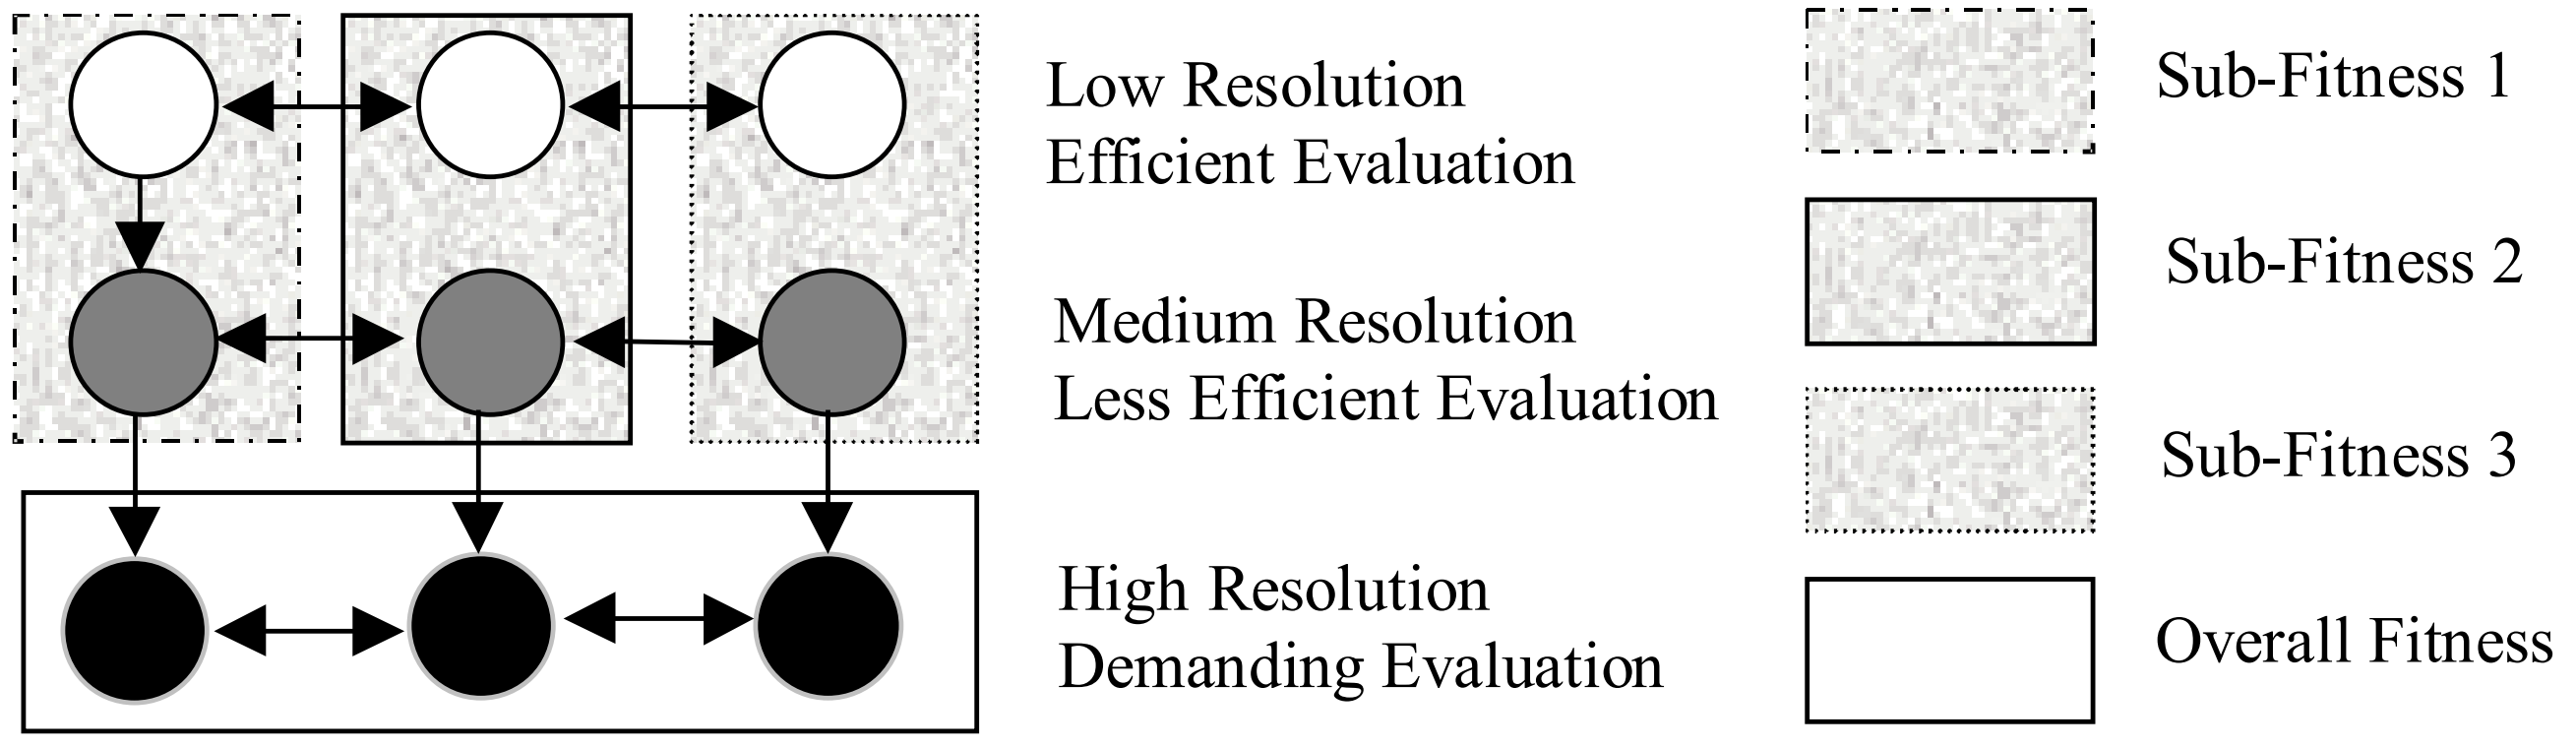 Low Resolution
Efficient Evaluation
Medium Resolution
Less Efficient Evaluation
High Resolution
Demanding Evaluation
Sub-Fitness 1
Sub-Fitness 2
Sub-Fitness 3
Overall Fitness